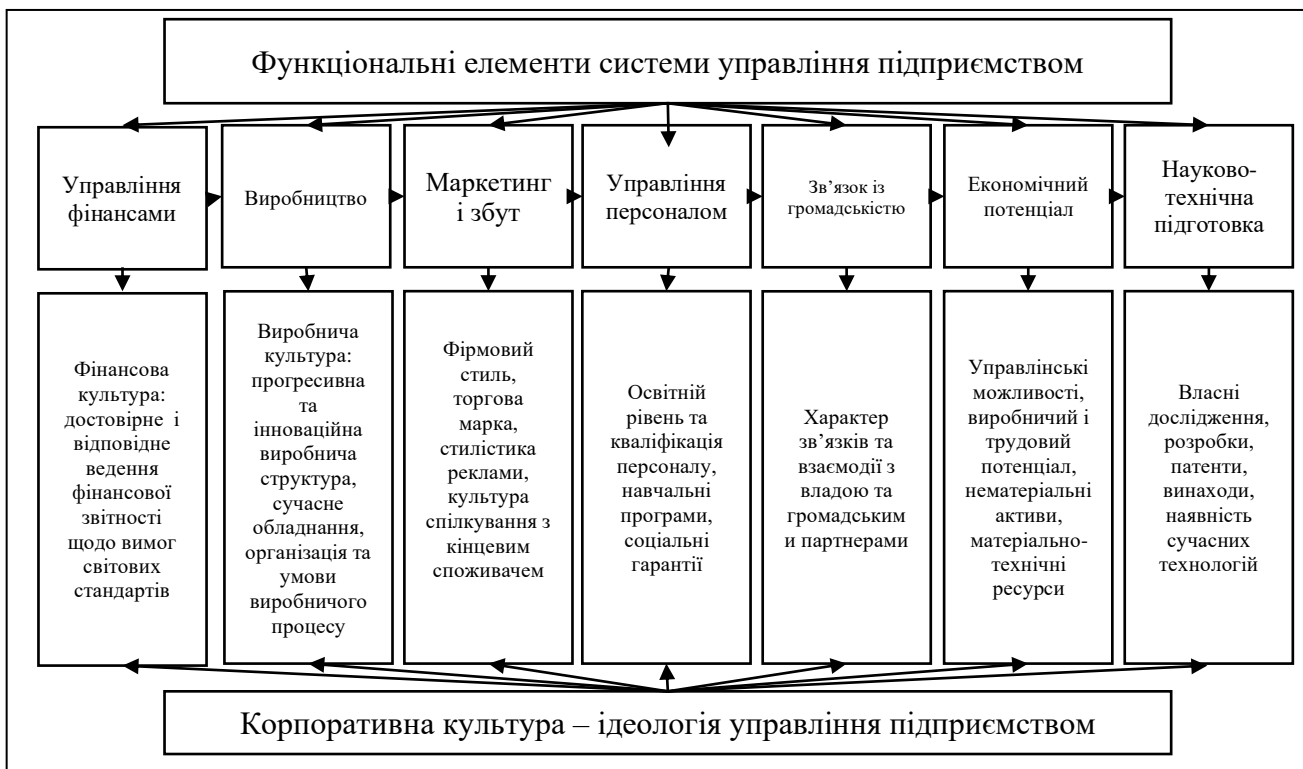 Функціональні елементи системи управління підприємством
Управління
фінансами
Виробництво
Маркетинг
і збут
Управління
персоналом
Зв’язок із
громадськістю
Економічний
потенціал
Науково-
технічна
підготовка
Фінансова
культура:
достовірне і
відповідне
ведення
фінансової
звітності
щодо вимог
світових
стандартів
Виробнича
культура:
прогресивна
та
інноваційна
виробнича
структура,
сучасне
обладнання,
організація та
умови
виробничого
процесу
Фірмовий
стиль,
торгова
марка,
стилістика
реклами,
культура
спілкування з
кінцевим
споживачем
Освітній
рівень та
кваліфікація
персоналу,
навчальні
програми,
соціальні
гарантії
Характер
зв’язків та
взаємодії з
владою та
громадським
и партнерами
Управлінські
можливості,
виробничий і
трудовий
потенціал,
нематеріальні
активи,
матеріально-
технічні
ресурси
Власні
дослідження,
розробки,
патенти,
винаходи,
наявність
сучасних
технологій
Корпоративна культура – ідеологія управління підприємством